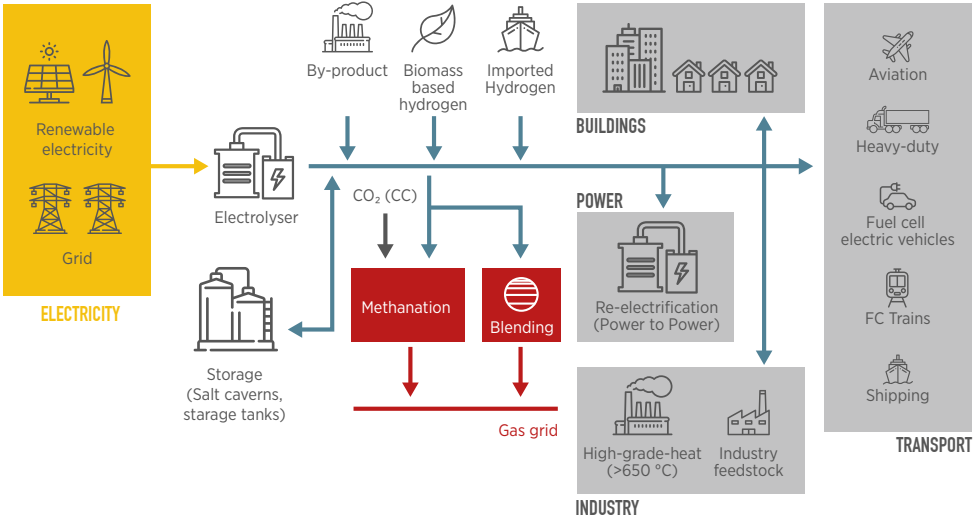 Renewable
electricity
Grid
ELECTRICITY
Electrolyser
Storage
(Salt caverns,
starage tanks)
By-product
Biomass
based
hydrogen
Imported
Hydrogen
CO₂ (CC)
Methanation
Blending
Gas grid
BUILDINGS
POWER
Re-electrification
(Power to Power)
High-grade-heat
(>650 °C)
Industry
feedstock
INDUSTRY
Aviation
Heavy-duty
Fuel cell
electric vehicles
FC Trains
Shipping
TRANSPORT